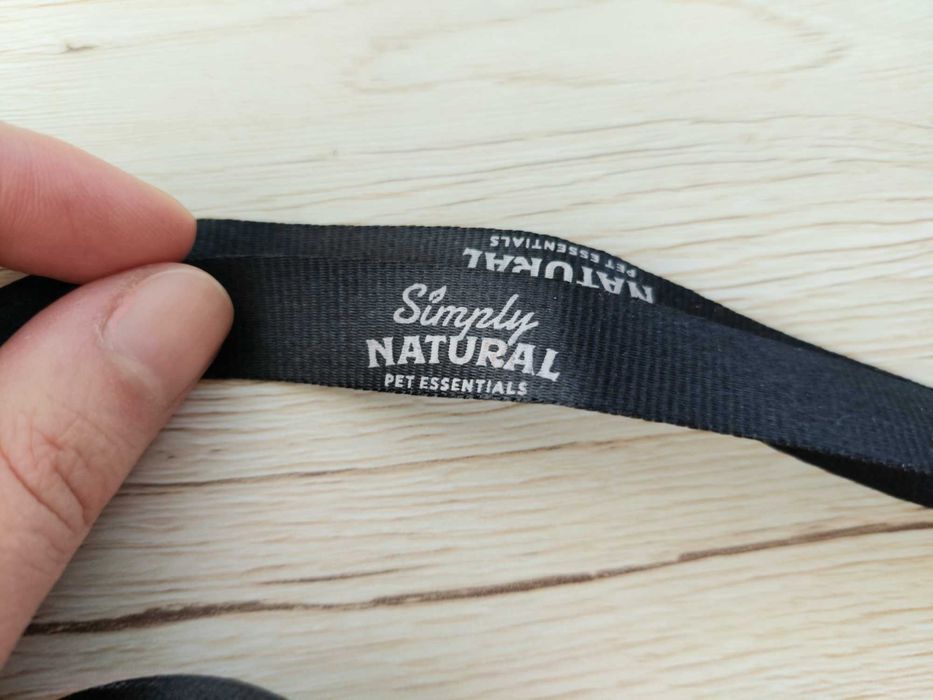 Simply
NATURAL
PET ESSENTIALS
NATURAL
PET ESSENTIALS